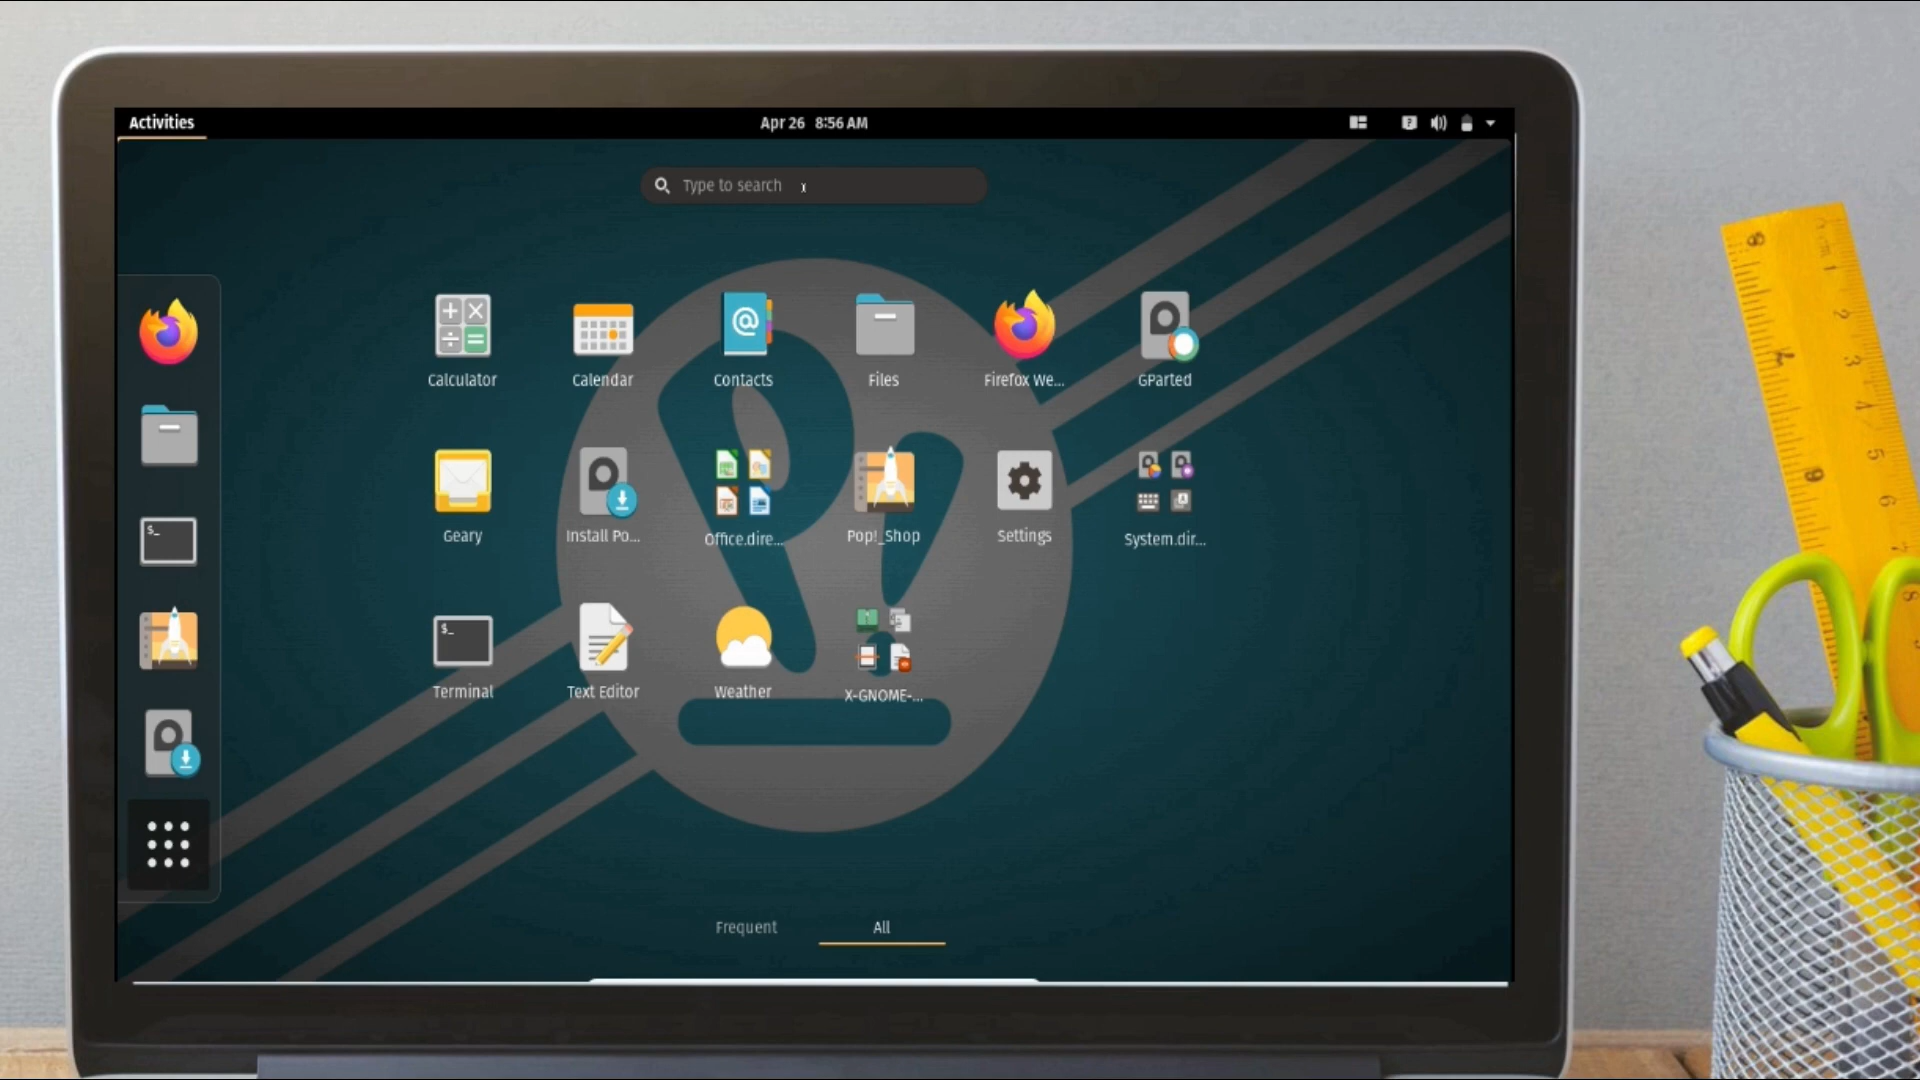 Activities
Apr 26 8:56 AM
Type to search
Calculator
Calendar
Contacts
Files
Firefox We...
GParted
Geary
Install Po...
Office.dire...
Pop!_Shop
Settings
System.dir...
Terminal
Text Editor
Weather
X-GNOME-...
Frequent
All